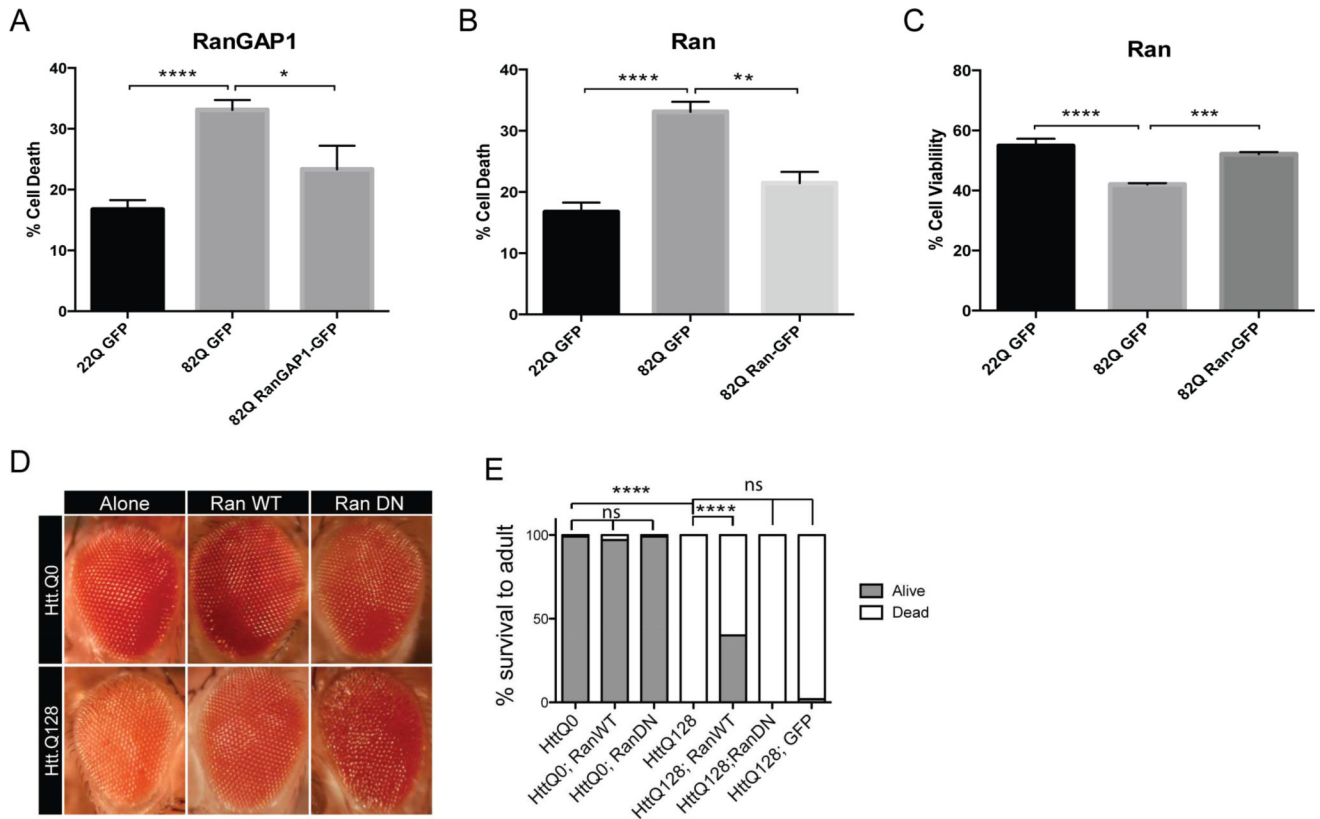 A
RanGAP1
% Cell Death
40
30
20
10
0
****
*
22Q GFP
82Q GFP
82Q RanGAP1-GFP
B
Ran
% Cell Death
40
30
20
10
0
****
**
22Q GFP
82Q GFP
82Q Ran-GFP
C
Ran
% Cell Viablility
80
60
40
20
0
****
***
22Q GFP
82Q GFP
82Q Ran-GFP
D
Alone
Ran WT
Ran DN
Htt.Q0
Htt.Q128
E
% survival to adult
100
50
0
****
ns
ns
****
HttQ0
HttQ0; RanWT
HttQ0; RanDN
HttQ128
HttQ128; RanWT
HttQ128;RanDN
HttQ128; GFP
Alive
Dead